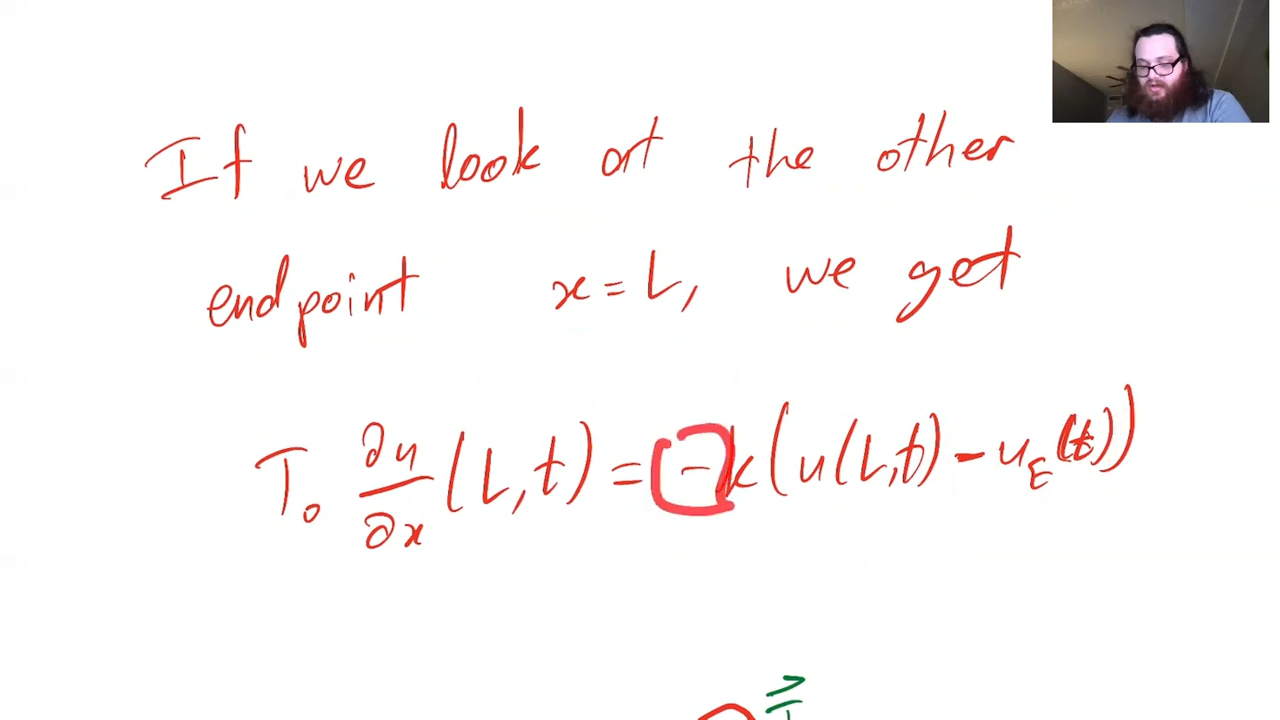 If we look at the other
endpoint x = L, we get
T₀ ∂u/∂x (L,t) = -k(u(L,t) - u_E(t))